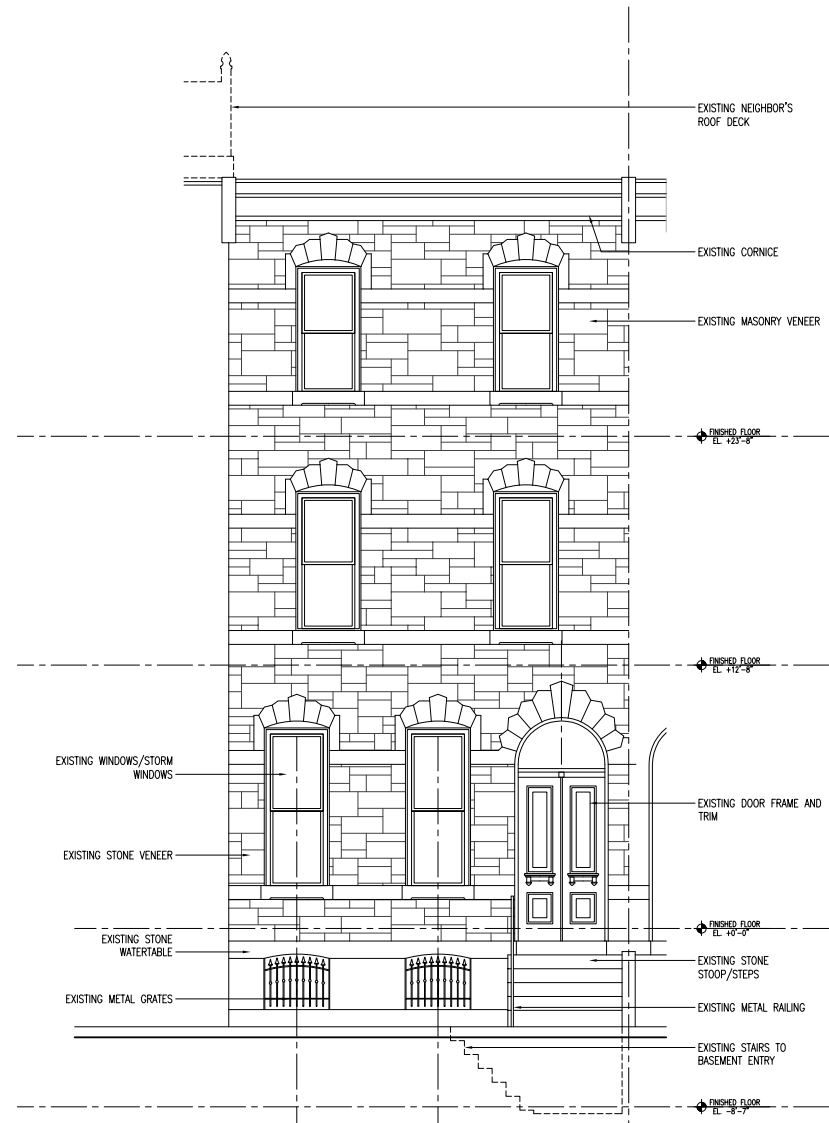 EXISTING NEIGHBOR'S
ROOF DECK
EXISTING CORNICE
EXISTING MASONRY VENEER
FINISHED FLOOR
EL. +23'-8"
FINISHED FLOOR
EL. +12'-8"
EXISTING WINDOWS/STORM
WINDOWS
EXISTING DOOR FRAME AND
TRIM
EXISTING STONE VENEER
FINISHED FLOOR
EL. +0'-0"
EXISTING STONE
WATERTABLE
EXISTING STONE
STOOP/STEPS
EXISTING METAL GRATES
EXISTING METAL RAILING
EXISTING STAIRS TO
BASEMENT ENTRY
FINISHED FLOOR
EL. -8'-7"